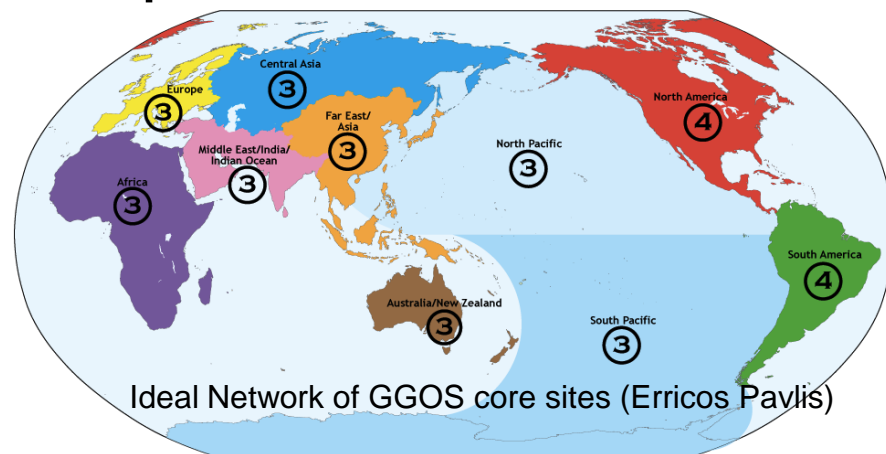 Europe
3
Central Asia
3
Far East/
Asia
3
Middle East/India/
Indian Ocean
3
Africa
3
North Pacific
3
North America
4
South America
4
Australia/New Zealand
3
South Pacific
3
Ideal Network of GGOS core sites (Erricos Pavlis)